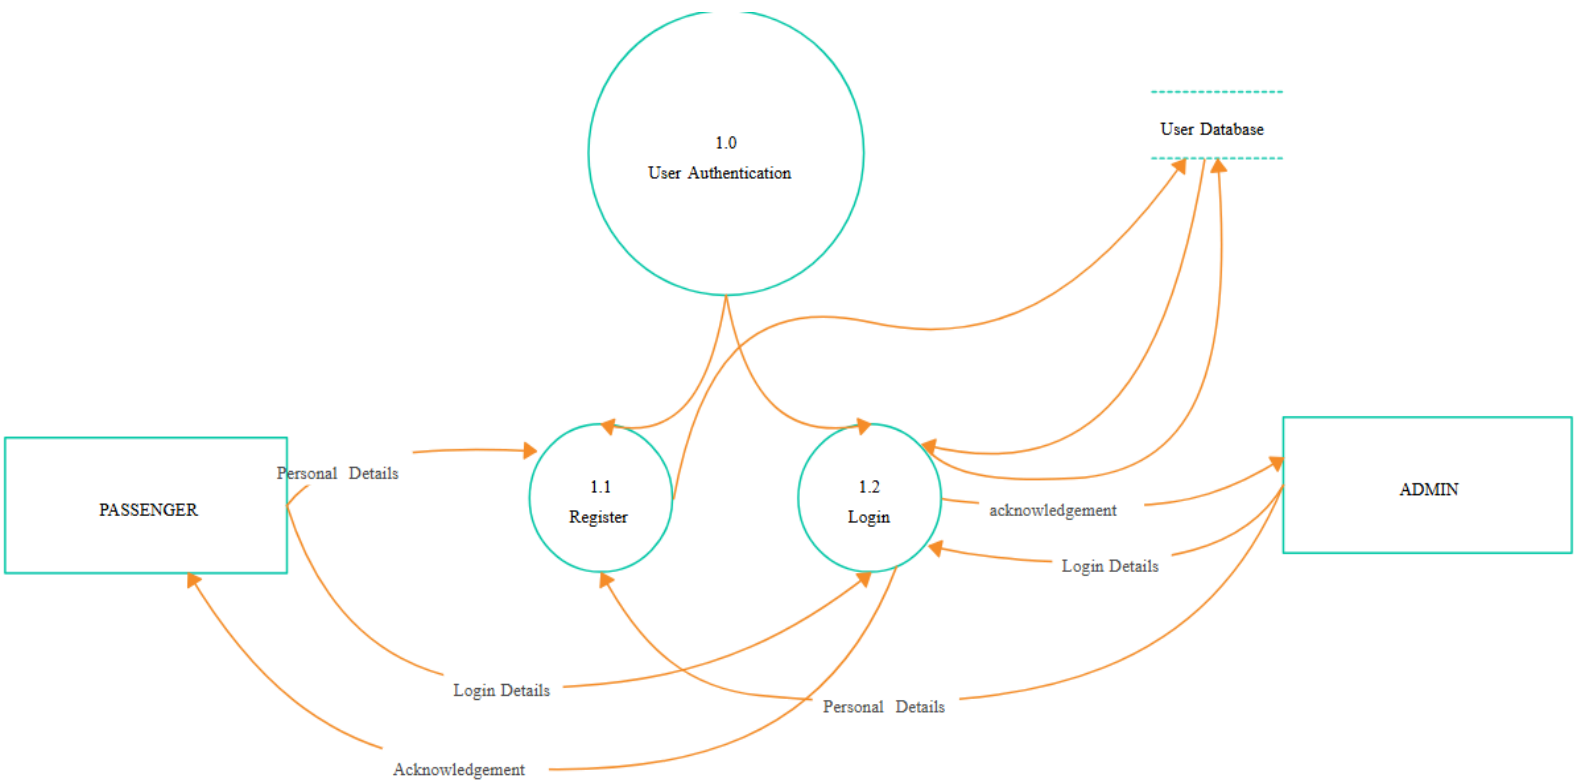 1.0
User Authentication
User Database
PASSENGER
Personal Details
1.1
Register
1.2
Login
acknowledgement
ADMIN
Login Details
Login Details
Personal Details
Acknowledgement